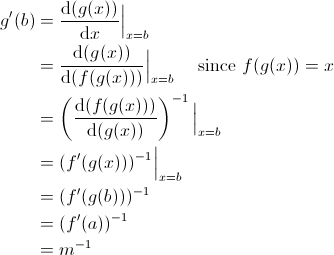 g′(b) = d(g(x))/dx |ₓ₌b
= d(g(x))/d(f(g(x))) |ₓ₌b since f(g(x)) = x
= (d(f(g(x)))/d(g(x)))⁻¹ |ₓ₌b
= (f′(g(x)))⁻¹ |ₓ₌b
= (f′(g(b)))⁻¹
= (f′(a))⁻¹
= m⁻¹